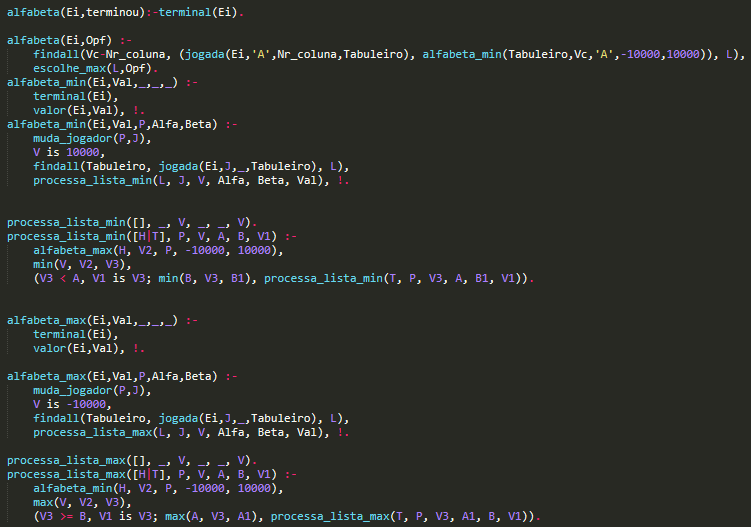 alfabeta(Ei,terminou):-terminal(Ei).
alfabeta(Ei,Opf) :-
findall(Vc-Nr_coluna, (jogada(Ei,'A',Nr_coluna,Tabuleiro), alfabeta_min(Tabuleiro,Vc,'A',-10000,10000)), L),
escolhe_max(L,Opf).
alfabeta_min(Ei,Val,_,_,_) :-
terminal(Ei),
valor(Ei,Val), !.
alfabeta_min(Ei,Val,P,Alfa,Beta) :-
muda_jogador(P,J),
V is 10000,
findall(Tabuleiro, jogada(Ei,J,_,Tabuleiro), L),
processa_lista_min(L, J, V, Alfa, Beta, Val), !.
processa_lista_min([], _, V, _, _, V).
processa_lista_min([H|T], P, V, A, B, V1) :-
alfabeta_max(H, V2, P, -10000, 10000),
min(V, V2, V3),
(V3 < A, V1 is V3; min(B, V3, B1), processa_lista_min(T, P, V3, A, B1, V1)).
alfabeta_max(Ei,Val,_,_,_) :-
terminal(Ei),
valor(Ei,Val), !.
alfabeta_max(Ei,Val,P,Alfa,Beta) :-
muda_jogador(P,J),
V is -10000,
findall(Tabuleiro, jogada(Ei,J,_,Tabuleiro), L),
processa_lista_max(L, J, V, Alfa, Beta, Val), !.
processa_lista_max([], _, V, _, _, V).
processa_lista_max([H|T], P, V, A, B, V1) :-
alfabeta_min(H, V2, P, -10000, 10000),
max(V, V2, V3),
(V3 >= B, V1 is V3; max(A, V3, A1), processa_lista_max(T, P, V3, A1, B, V1)).